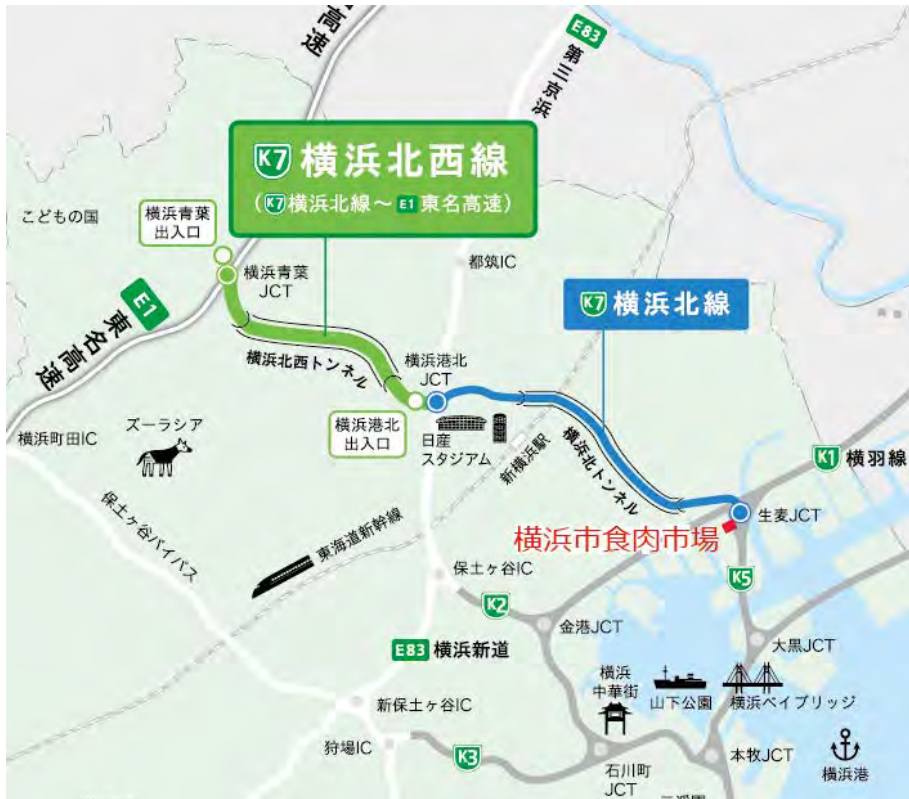 高速
E83
第三京浜
K7 横浜北西線
(K7横浜北線～E1東名高速)
こどもの国
横浜青葉
出入口
横浜青葉
JCT
都筑IC
E1
東名高速
K7 横浜北線
横浜北西トンネル
横浜港北
JCT
横浜港北
出入口
日産
スタジアム
新横浜駅
横浜北トンネル
ズーラシア
横浜町田IC
K1 横羽線
生麦JCT
横浜市食肉市場
保土ヶ谷バイパス
東海道新幹線
保土ヶ谷IC
K2
K5
金港JCT
大黒JCT
E83 横浜新道
横浜
中華街
山下公園
横浜ベイブリッジ
新保土ヶ谷IC
狩場IC
K3
石川町
JCT
本牧JCT
横浜港